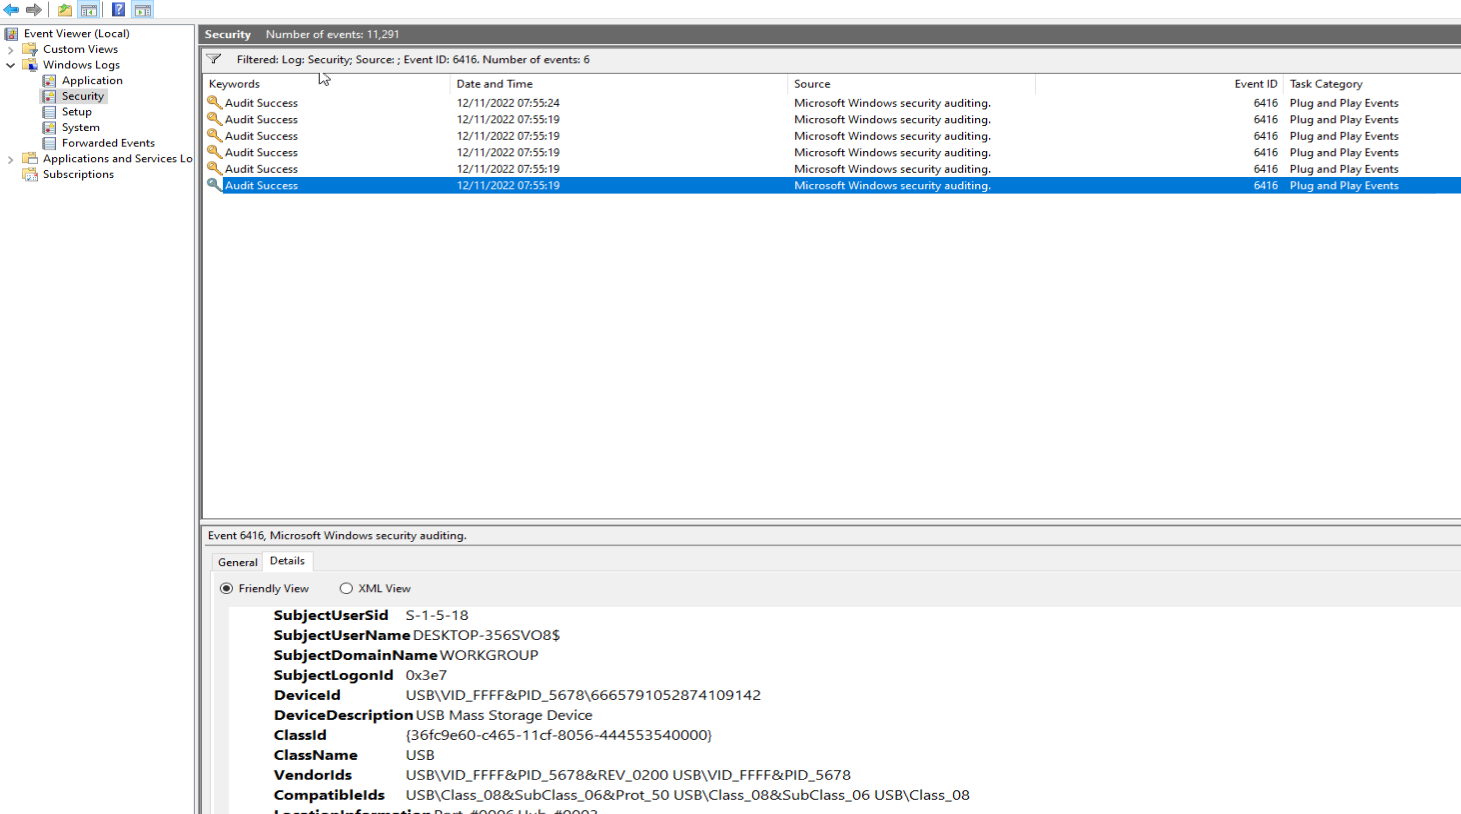 Event Viewer (Local)
Custom Views
Windows Logs
Application
Security
Setup
System
Forwarded Events
Applications and Services Lo
Subscriptions
Security Number of events: 11,291
Filtered: Log: Security; Source: ; Event ID: 6416. Number of events: 6
Keywords Date and Time Source Event ID Task Category
Audit Success 12/11/2022 07:55:24 Microsoft Windows security auditing. 6416 Plug and Play Events
Audit Success 12/11/2022 07:55:19 Microsoft Windows security auditing. 6416 Plug and Play Events
Audit Success 12/11/2022 07:55:19 Microsoft Windows security auditing. 6416 Plug and Play Events
Audit Success 12/11/2022 07:55:19 Microsoft Windows security auditing. 6416 Plug and Play Events
Audit Success 12/11/2022 07:55:19 Microsoft Windows security auditing. 6416 Plug and Play Events
Audit Success 12/11/2022 07:55:19 Microsoft Windows security auditing. 6416 Plug and Play Events
Event 6416, Microsoft Windows security auditing.
General Details
Friendly View XML View
SubjectUserSid S-1-5-18
SubjectUserName DESKTOP-356SVO8$
SubjectDomainName WORKGROUP
SubjectLogonId 0x3e7
DeviceId USB\VID_FFFF&PID_5678\6665791052874109142
DeviceDescription USB Mass Storage Device
ClassId {36fc9e60-c465-11cf-8056-444553540000}
ClassName USB
VendorIds USB\VID_FFFF&PID_5678&REV_0200 USB\VID_FFFF&PID_5678
CompatibleIds USB\Class_08&SubClass_06&Prot_50 USB\Class_08&SubClass_06 USB\Class_08
LocationInformation Port_#0006.Hub_#0003